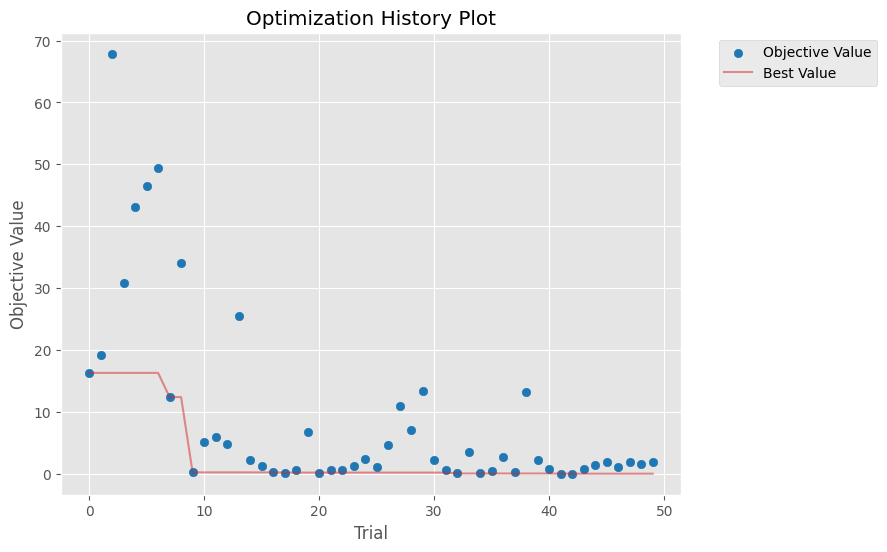 Optimization History Plot
Objective Value
Best Value
Objective Value
70
60
50
40
30
20
10
0
0 10 20 30 40 50
Trial